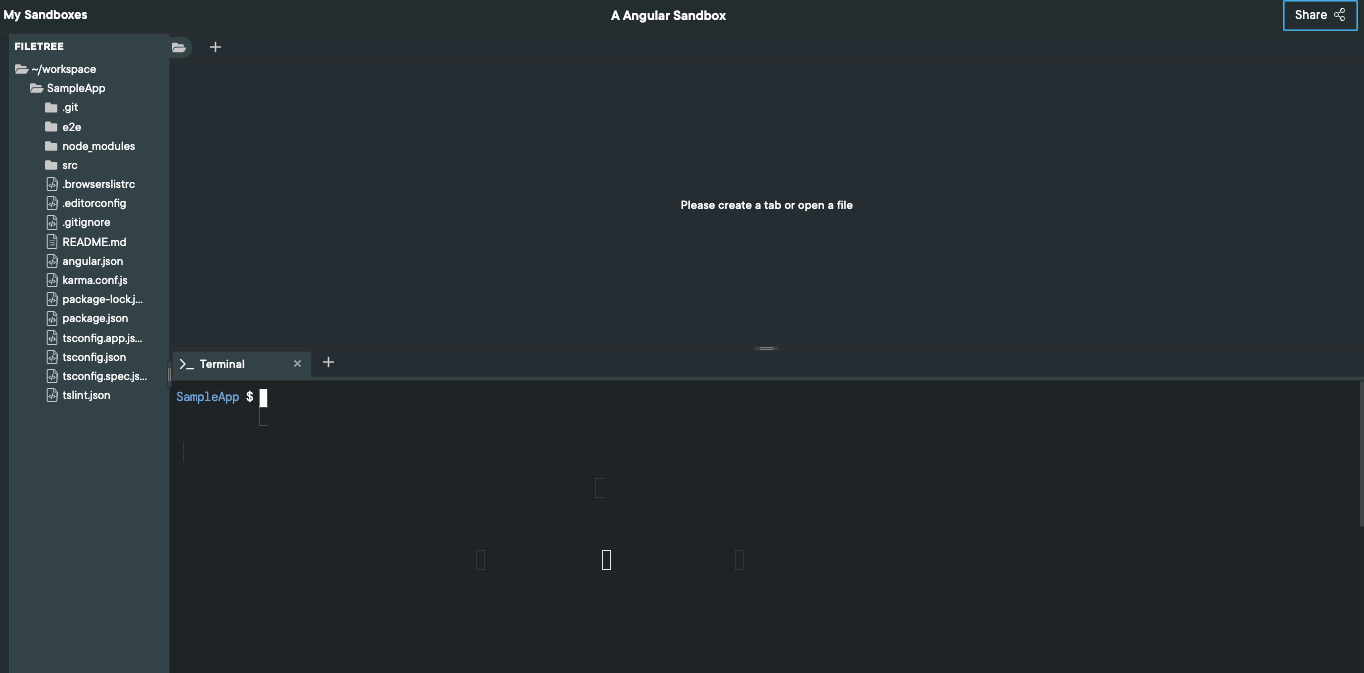 My Sandboxes
A Angular Sandbox
Share
FILETREE
~/workspace
SampleApp
.git
e2e
node_modules
src
.browserslistrc
.editorconfig
.gitignore
README.md
angular.json
karma.conf.js
package-lock.j...
package.json
tsconfig.app.js...
tsconfig.json
tsconfig.spec.js...
tslint.json
Please create a tab or open a file
>_ Terminal
SampleApp $